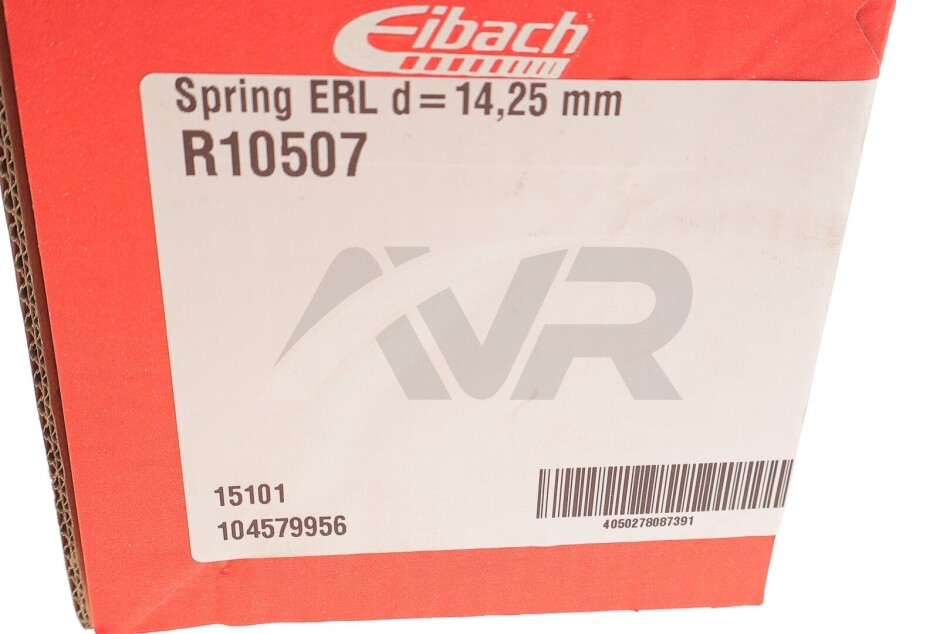 Eibach
Spring ERL d=14,25 mm
R10507
AVR
15101
104579956
4050278087391